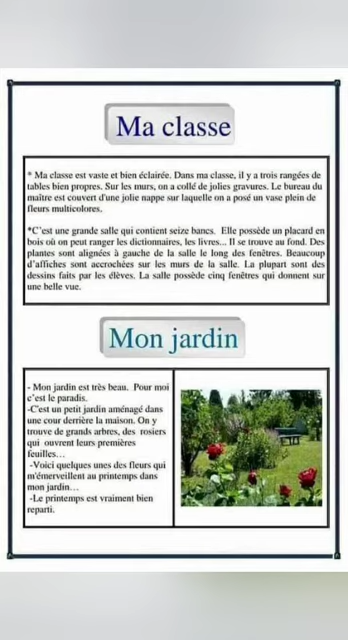 Ma classe
* Ma classe est vaste et bien éclairée. Dans ma classe, il y a trois rangées de
tables bien propres. Sur les murs, on a collé de jolies gravures. Le bureau du
maître est couvert d'une jolie nappe sur laquelle on a posé un vase plein de
fleurs multicolores.
*C'est une grande salle qui contient seize bancs. Elle possède un placard en
bois où on peut ranger les dictionnaires, les livres... Il se trouve au fond. Des
plantes sont alignées à gauche de la salle le long des fenêtres. Beaucoup
d'affiches sont accrochées sur les murs de la salle. La plupart sont des
dessins faits par les élèves. La salle possède cinq fenêtres qui donnent sur
une belle vue.
Mon jardin
- Mon jardin est très beau. Pour moi
c'est le paradis.
-C'est un petit jardin aménagé dans
une cour derrière la maison. On y
trouve de grands arbres, des rosiers
qui ouvrent leurs premières
feuilles…
-Voici quelques unes des fleurs qui
m'émerveillent au printemps dans
mon jardin…
-Le printemps est vraiment bien
reparti.